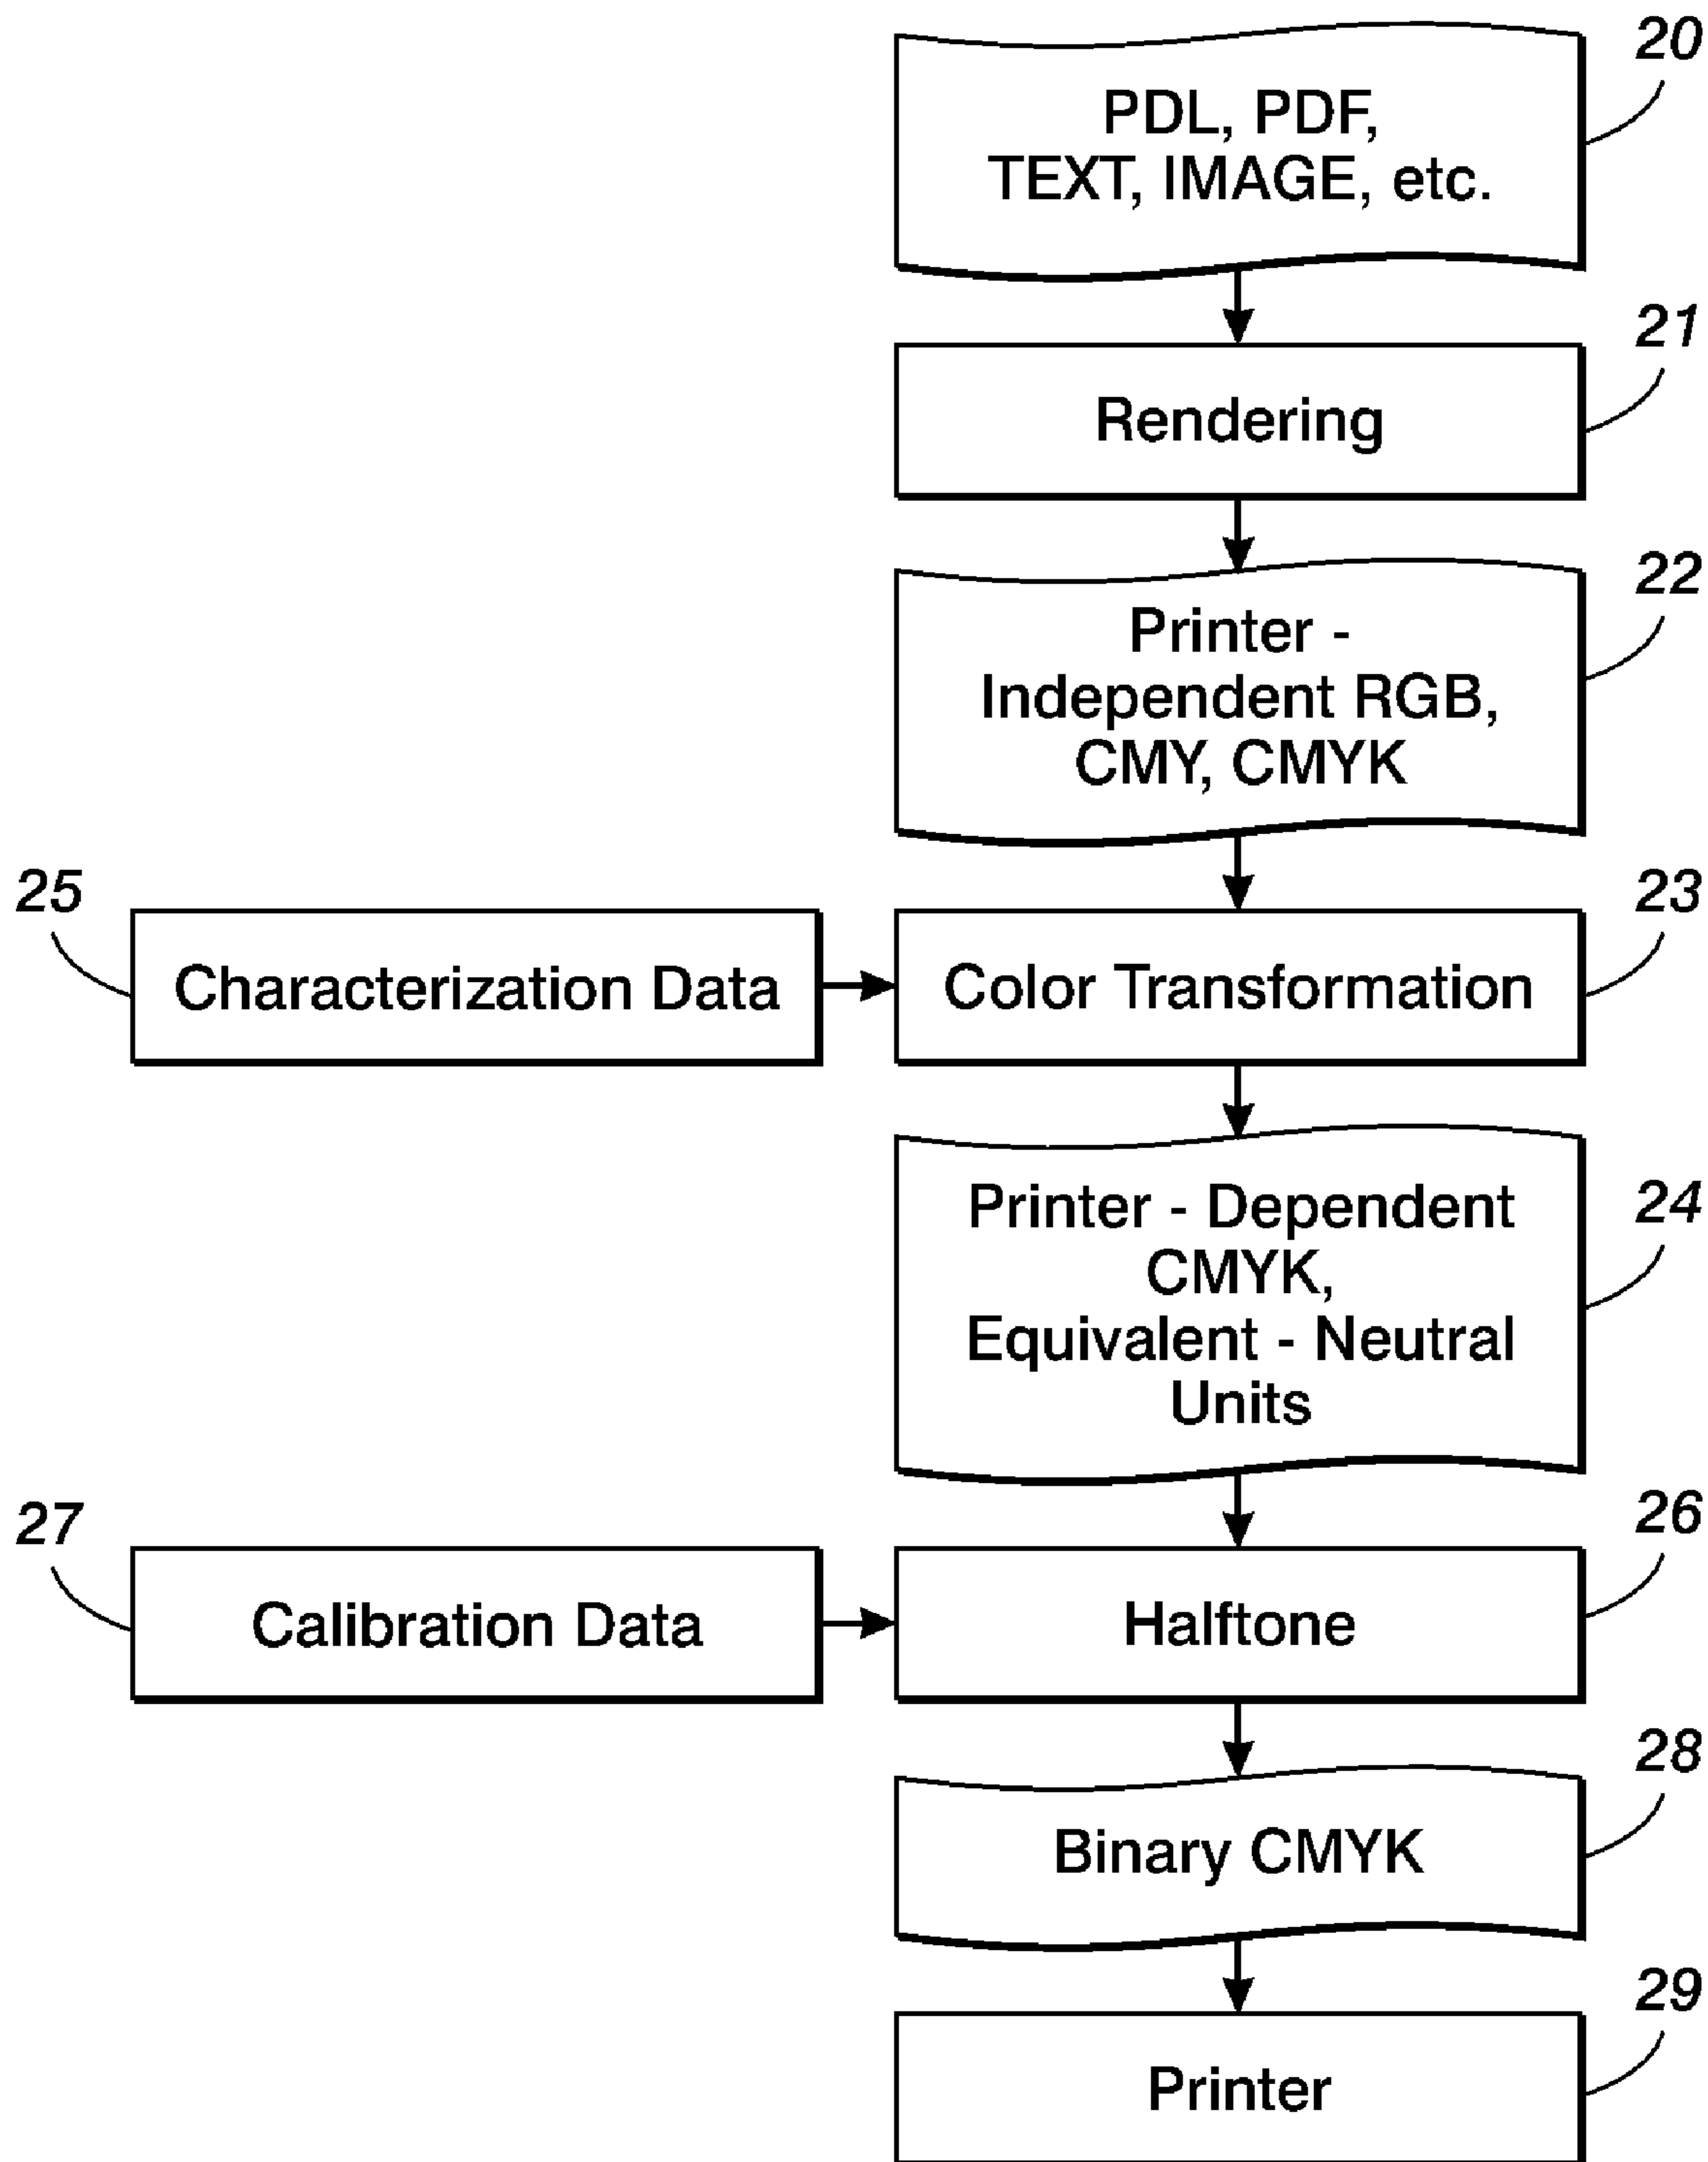 20
PDL, PDF,
TEXT, IMAGE, etc.
21
Rendering
22
Printer -
Independent RGB,
CMY, CMYK
25
23
Characterization Data
Color Transformation
24
Printer - Dependent
CMYK,
Equivalent - Neutral
Units
27
26
Calibration Data
Halftone
28
Binary CMYK
29
Printer